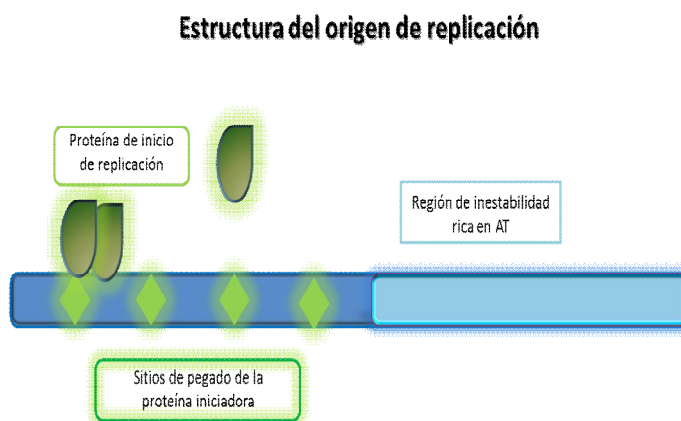 Estructura del origen de replicación
Proteína de inicio
de replicación
Región de inestabilidad
rica en AT
Sitios de pegado de la
proteína iniciadora